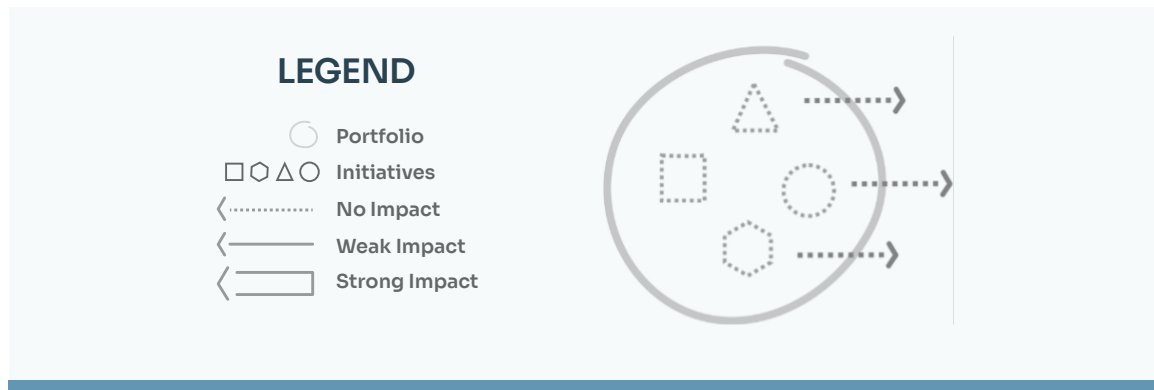 LEGEND
Portfolio
Initiatives
No Impact
Weak Impact
Strong Impact